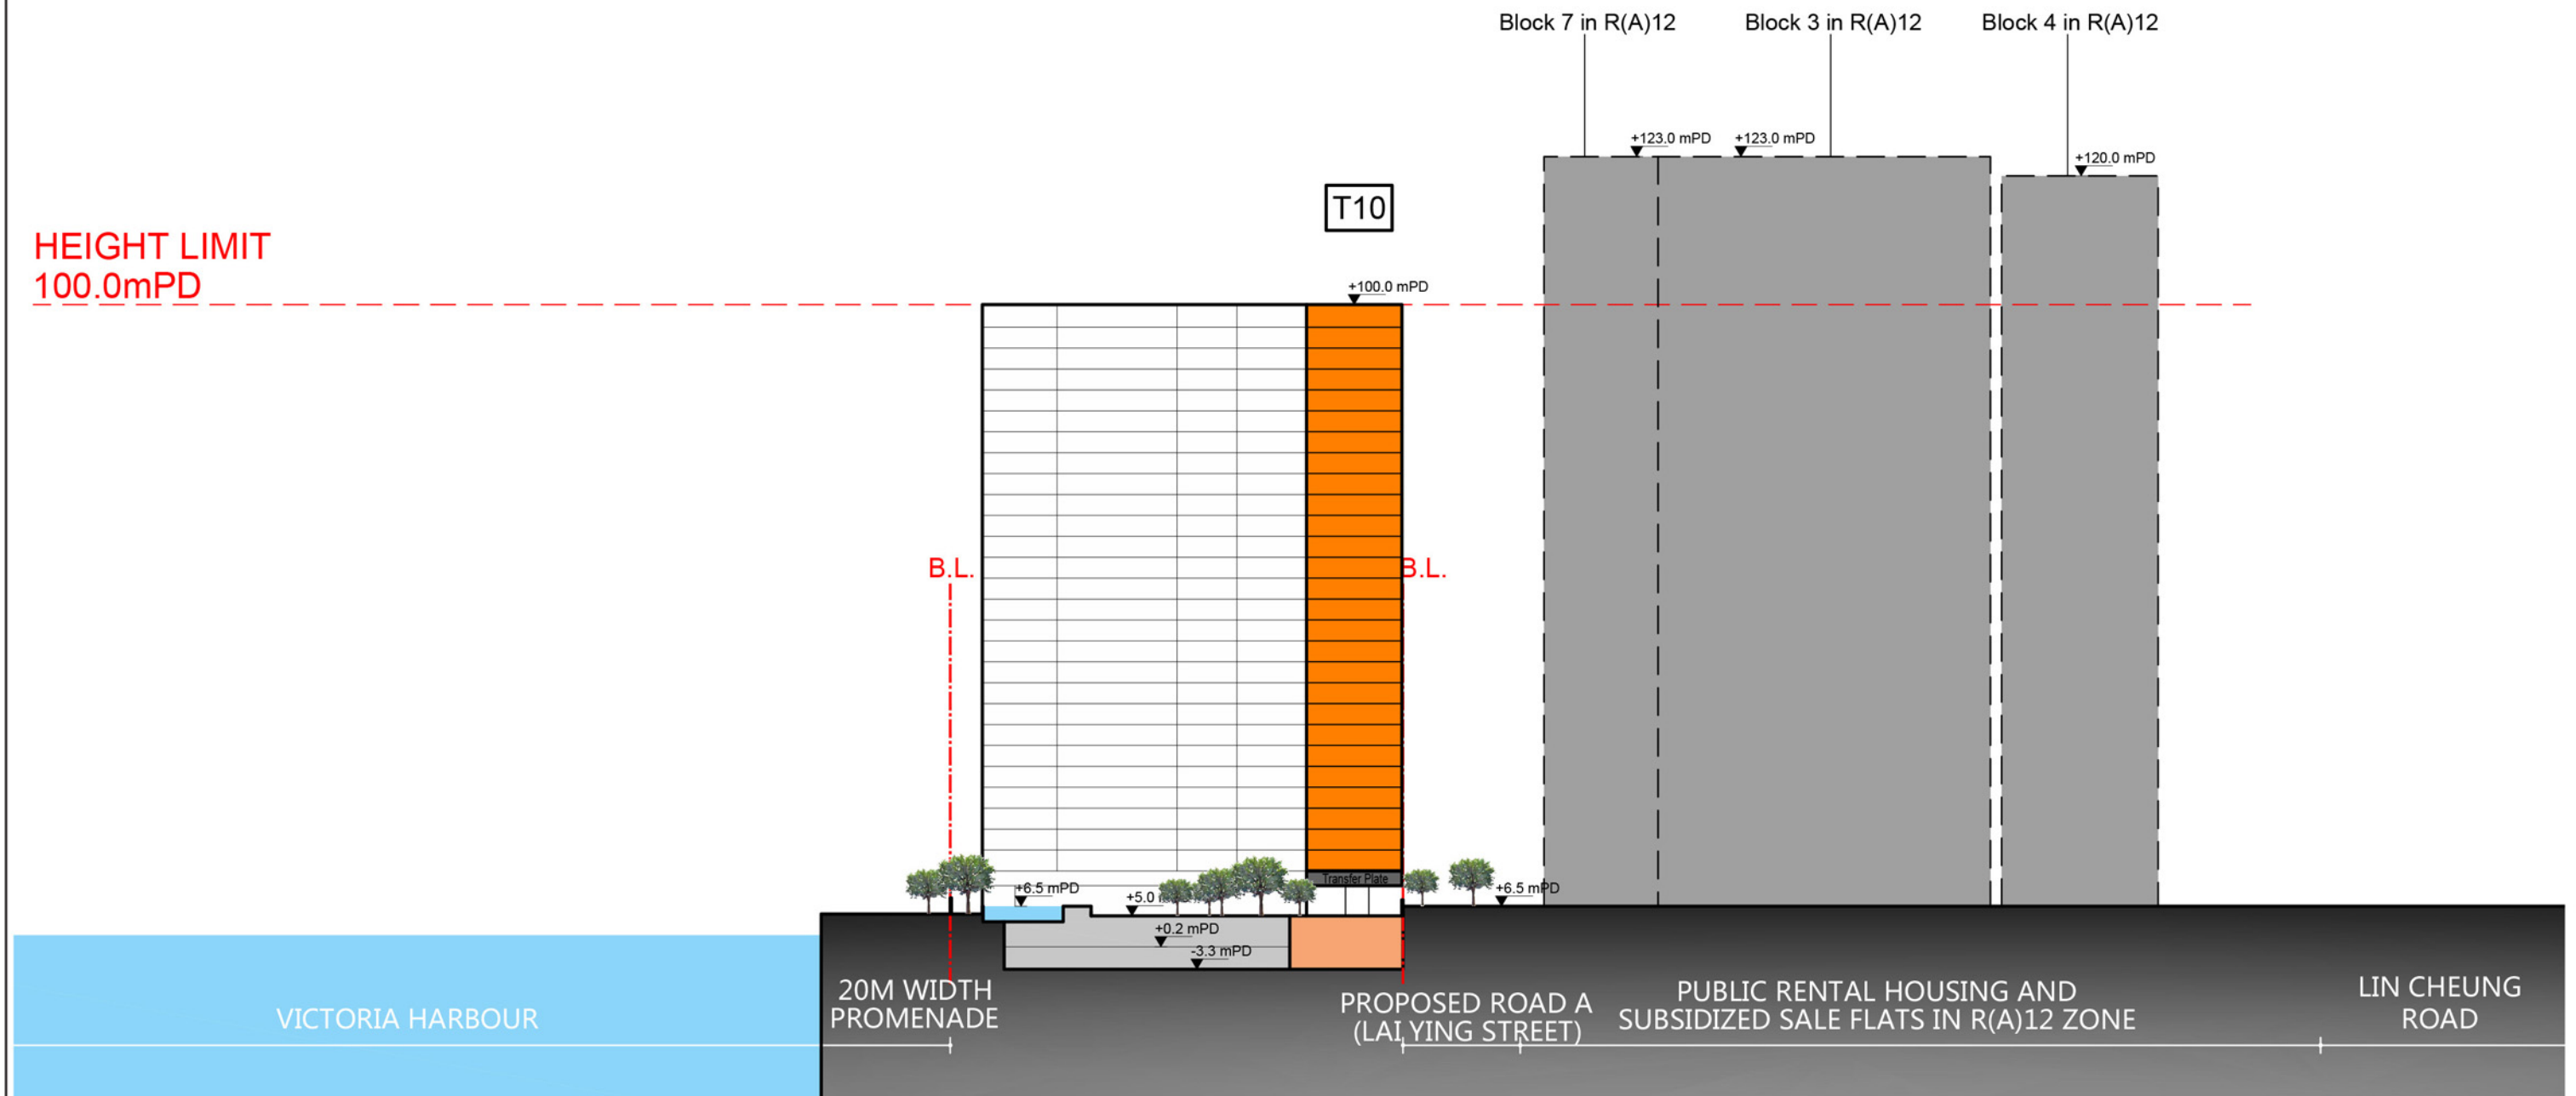 Block 7 in R(A)12
Block 3 in R(A)12
Block 4 in R(A)12
+123.0 mPD
+123.0 mPD
+120.0 mPD
T10
HEIGHT LIMIT
100.0mPD
+100.0 mPD
B.L.
B.L.
Transfer Plate
+6.5 mPD
+5.0
+6.5 mPD
+0.2 mPD
-3.3 mPD
VICTORIA HARBOUR
20M WIDTH
PROMENADE
PROPOSED ROAD A
(LAI YING STREET)
PUBLIC RENTAL HOUSING AND
SUBSIDIZED SALE FLATS IN R(A)12 ZONE
LIN CHEUNG
ROAD